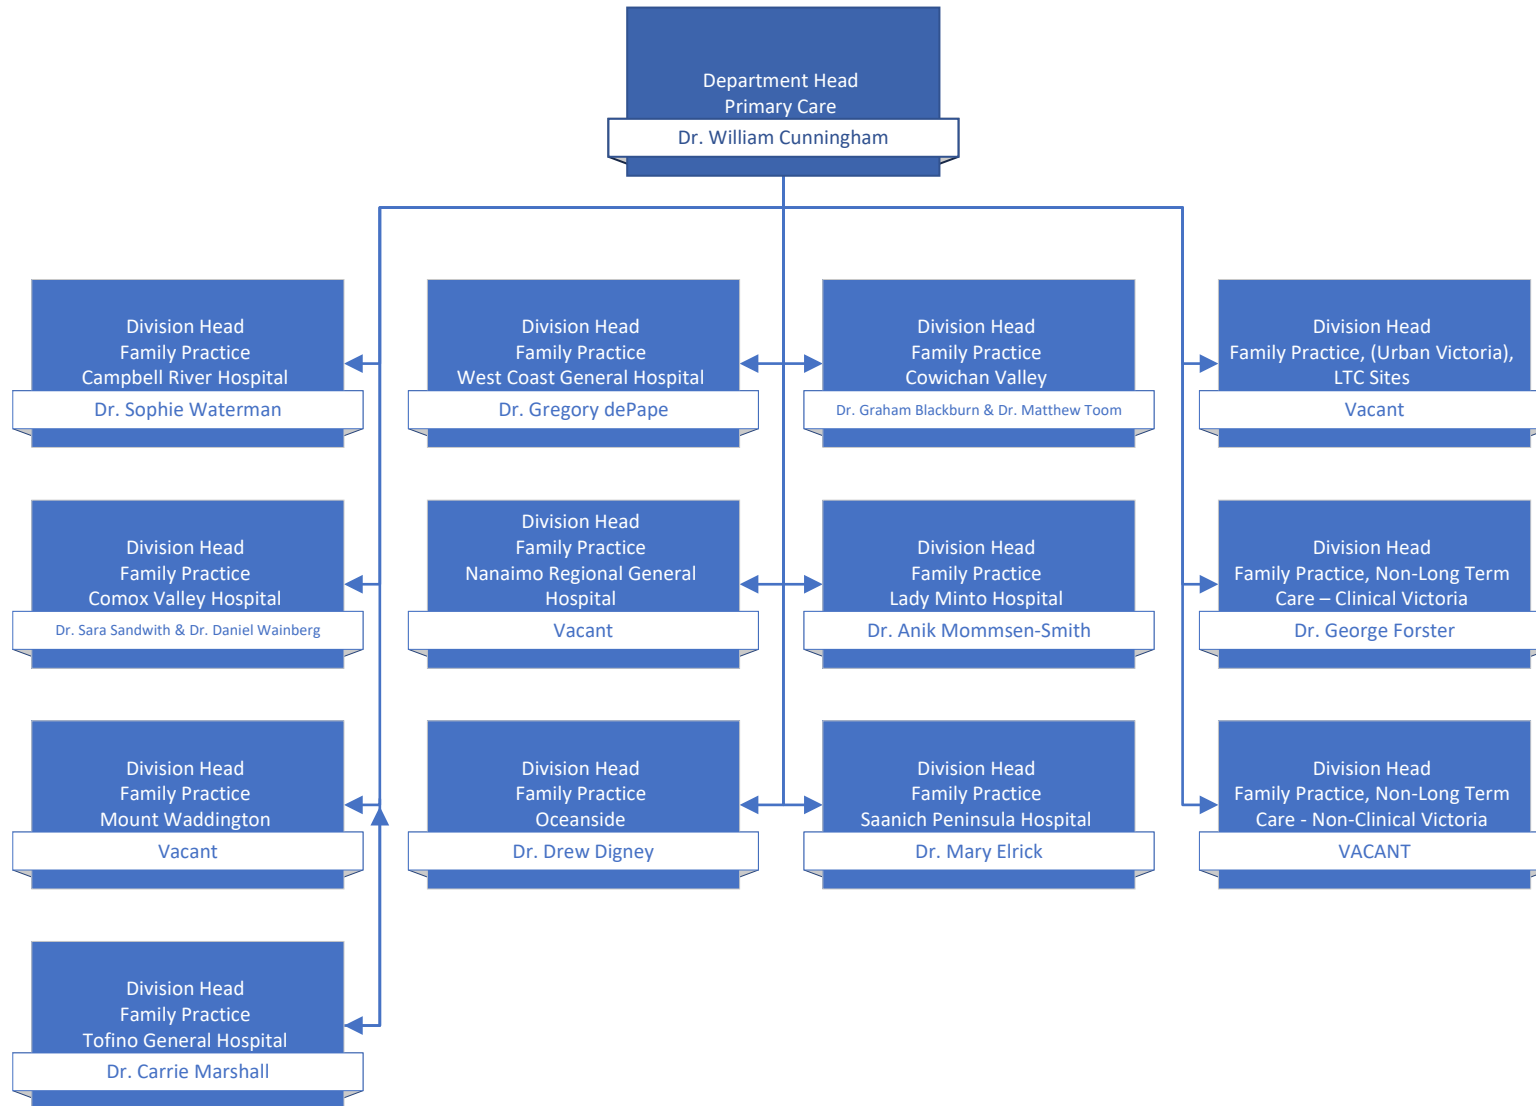 Department Head
Primary Care
Dr. William Cunningham
Division Head
Family Practice
Campbell River Hospital
Dr. Sophie Waterman
Division Head
Family Practice
West Coast General Hospital
Dr. Gregory dePape
Division Head
Family Practice
Cowichan Valley
Dr. Graham Blackburn & Dr. Matthew Toom
Division Head
Family Practice, (Urban Victoria),
LTC Sites
Vacant
Division Head
Family Practice
Comox Valley Hospital
Dr. Sara Sandwith & Dr. Daniel Wainberg
Division Head
Family Practice
Nanaimo Regional General
Hospital
Vacant
Division Head
Family Practice
Lady Minto Hospital
Dr. Anik Mommsen-Smith
Division Head
Family Practice, Non-Long Term
Care – Clinical Victoria
Dr. George Forster
Division Head
Family Practice
Mount Waddington
Vacant
Division Head
Family Practice
Oceanside
Dr. Drew Digney
Division Head
Family Practice
Saanich Peninsula Hospital
Dr. Mary Elrick
Division Head
Family Practice, Non-Long Term
Care - Non-Clinical Victoria
VACANT
Division Head
Family Practice
Tofino General Hospital
Dr. Carrie Marshall